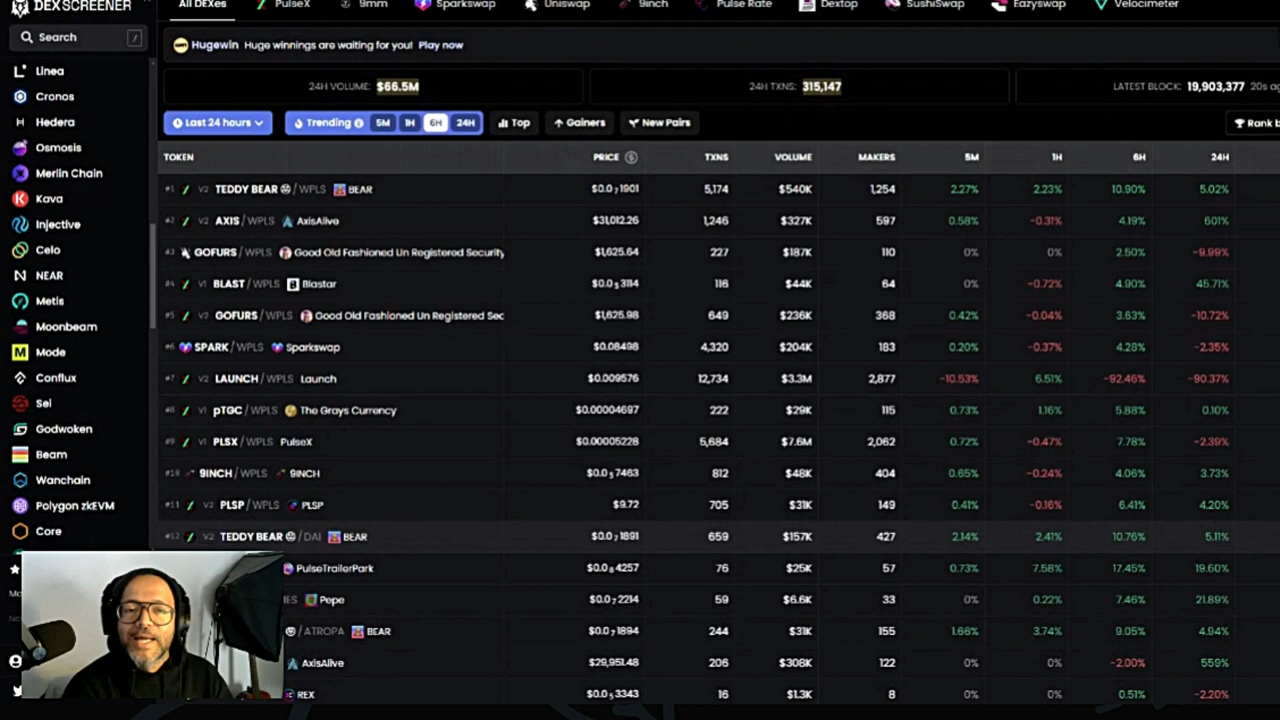 DEX SCREENER
All DEXes PulseX 9mm Sparkswap Uniswap 9inch Pulse Rate Dextop SushiSwap Eazyswap Velocimeter
Search /
Hugewin Huge winnings are waiting for you! Play now
Linea
Cronos
Hedera
Osmosis
Merlin Chain
Kava
Injective
Celo
NEAR
Metis
Moonbeam
Mode
Conflux
Sei
Godwoken
Beam
Wanchain
Polygon zkEVM
Core
24H VOLUME: $66.5M 24H TXNS: 315,147 LATEST BLOCK: 19,903,377 20s
Last 24 hours Trending 5M 1H 6H 24H Top Gainers New Pairs Rank
TOKEN PRICE TXNS VOLUME MAKERS 5M 1H 6H 24H
#1 V2 TEDDY BEAR / WPLS BEAR $0.0₇1901 5,174 $540K 1,254 2.27% 2.23% 10.90% 5.02%
#2 V2 AXIS / WPLS AxisAlive $31,012.26 1,246 $327K 597 0.58% -0.31% 4.19% 601%
#3 GOFURS / WPLS Good Old Fashioned Un Registered Security $1,625.64 227 $187K 110 0% 0% 2.50% -9.99%
#4 V1 BLAST / WPLS Blastar $0.0₅3114 116 $44K 64 0% -0.72% 4.90% 45.71%
#5 V2 GOFURS / WPLS Good Old Fashioned Un Registered Sec $1,625.98 649 $236K 368 0.42% -0.04% 3.63% -10.72%
#6 SPARK / WPLS Sparkswap $0.08498 4,320 $204K 183 0.20% -0.37% 4.28% -2.35%
#7 V2 LAUNCH / WPLS Launch $0.009576 12,734 $3.3M 2,877 -10.53% 6.51% -92.46% -90.37%
#8 V1 pTGC / WPLS The Grays Currency $0.00004697 222 $29K 115 0.73% 1.16% 5.88% 0.10%
#9 V1 PLSX / WPLS PulseX $0.00005228 5,684 $7.6M 2,062 0.72% -0.47% 7.78% -2.39%
#10 9INCH / WPLS 9INCH $0.0₅7463 812 $48K 404 0.65% -0.24% 4.06% 3.73%
#11 V2 PLSP / WPLS PLSP $9.72 705 $31K 149 0.41% -0.16% 6.41% 4.20%
#12 V2 TEDDY BEAR / DAI BEAR $0.0₇1891 659 $157K 427 2.14% 2.41% 10.76% 5.11%
PulseTrailerPark $0.0₆4257 76 $25K 57 0.73% 7.58% 17.45% 19.60%
Pepe $0.0₇2214 59 $6.6K 33 0% 0.22% 7.46% 21.89%
/ ATROPA BEAR $0.0₇1894 244 $31K 155 1.66% 3.74% 9.05% 4.94%
AxisAlive $29,951.48 206 $308K 122 0% 0% -2.00% 559%
REX $0.0₅3343 16 $1.3K 8 0% 0% 0.51% -2.20%